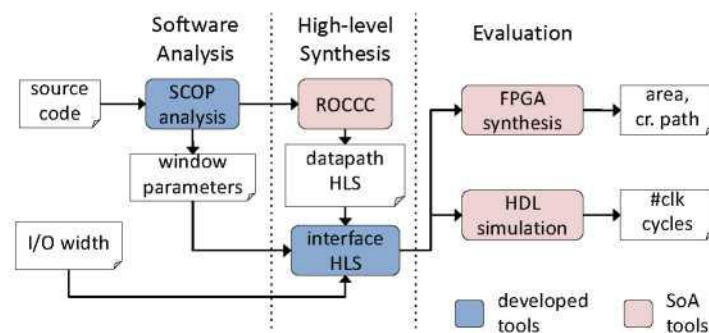 Software
Analysis
High-level
Synthesis
Evaluation
source
code
SCOP
analysis
ROCCC
FPGA
synthesis
area,
cr. path
window
parameters
datapath
HLS
I/O width
interface
HLS
HDL
simulation
#clk
cycles
developed
tools
SoA
tools